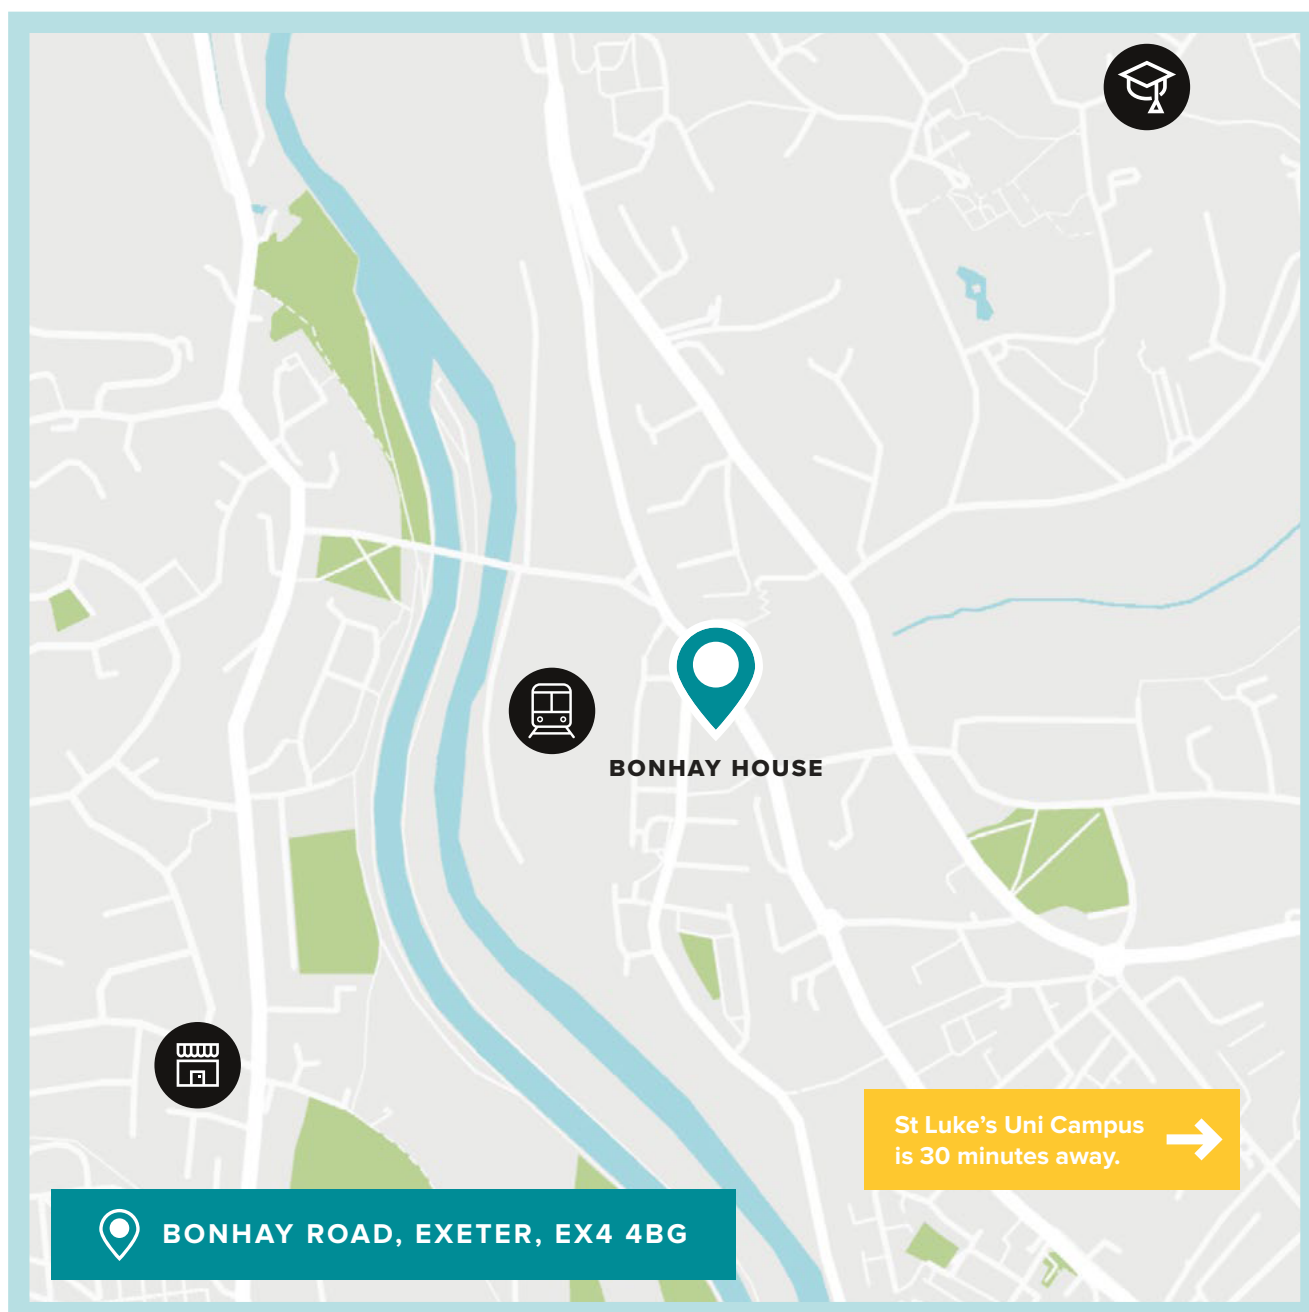 BONHAY HOUSE
St Luke’s Uni Campus
is 30 minutes away.
BONHAY ROAD, EXETER, EX4 4BG